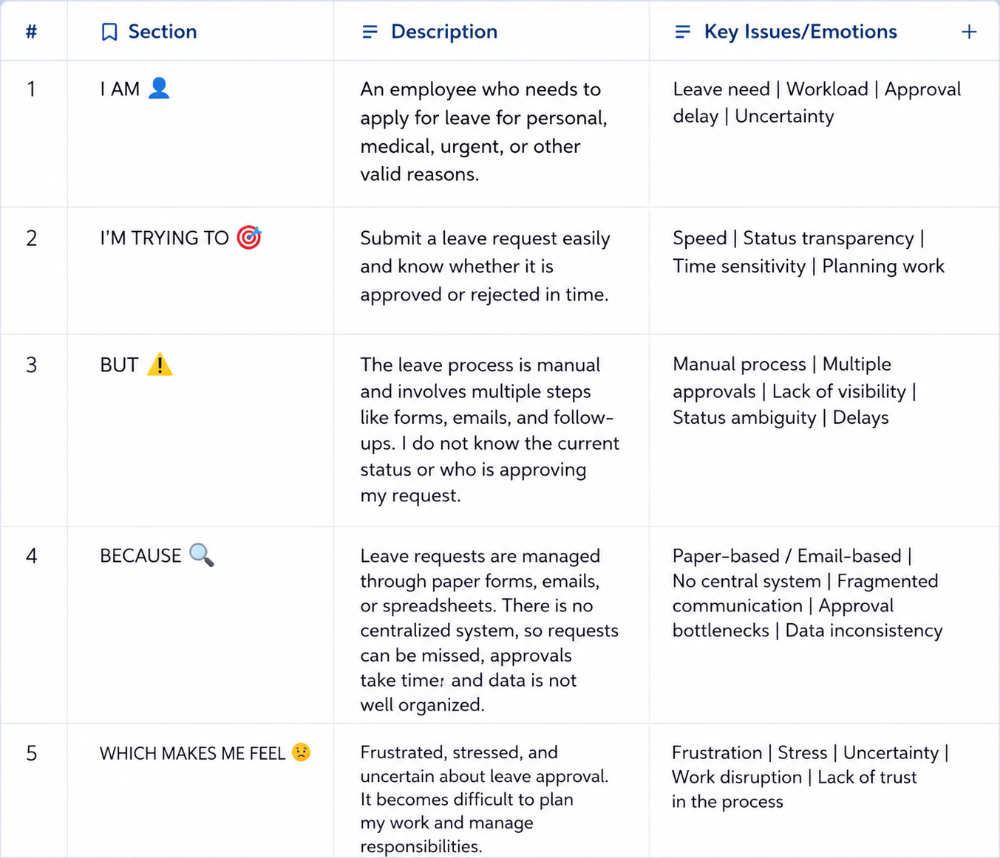 # Section Description Key Issues/Emotions +
1
I AM 👤
An employee who needs to
apply for leave for personal,
medical, urgent, or other
valid reasons.
Leave need | Workload | Approval
delay | Uncertainty
2
I’M TRYING TO 🎯
Submit a leave request easily
and know whether it is
approved or rejected in time.
Speed | Status transparency |
Time sensitivity | Planning work
3
BUT ⚠️
The leave process is manual
and involves multiple steps
like forms, emails, and follow-
ups. I do not know the current
status or who is approving
my request.
Manual process | Multiple
approvals | Lack of visibility |
Status ambiguity | Delays
4
BECAUSE 🔍
Leave requests are managed
through paper forms, emails,
or spreadsheets. There is no
centralized system, so requests
can be missed, approvals
take time, and data is not
well organized.
Paper-based / Email-based |
No central system | Fragmented
communication | Approval
bottlenecks | Data inconsistency
5
WHICH MAKES ME FEEL 😟
Frustrated, stressed, and
uncertain about leave approval.
It becomes difficult to plan
my work and manage
responsibilities.
Frustration | Stress | Uncertainty |
Work disruption | Lack of trust
in the process